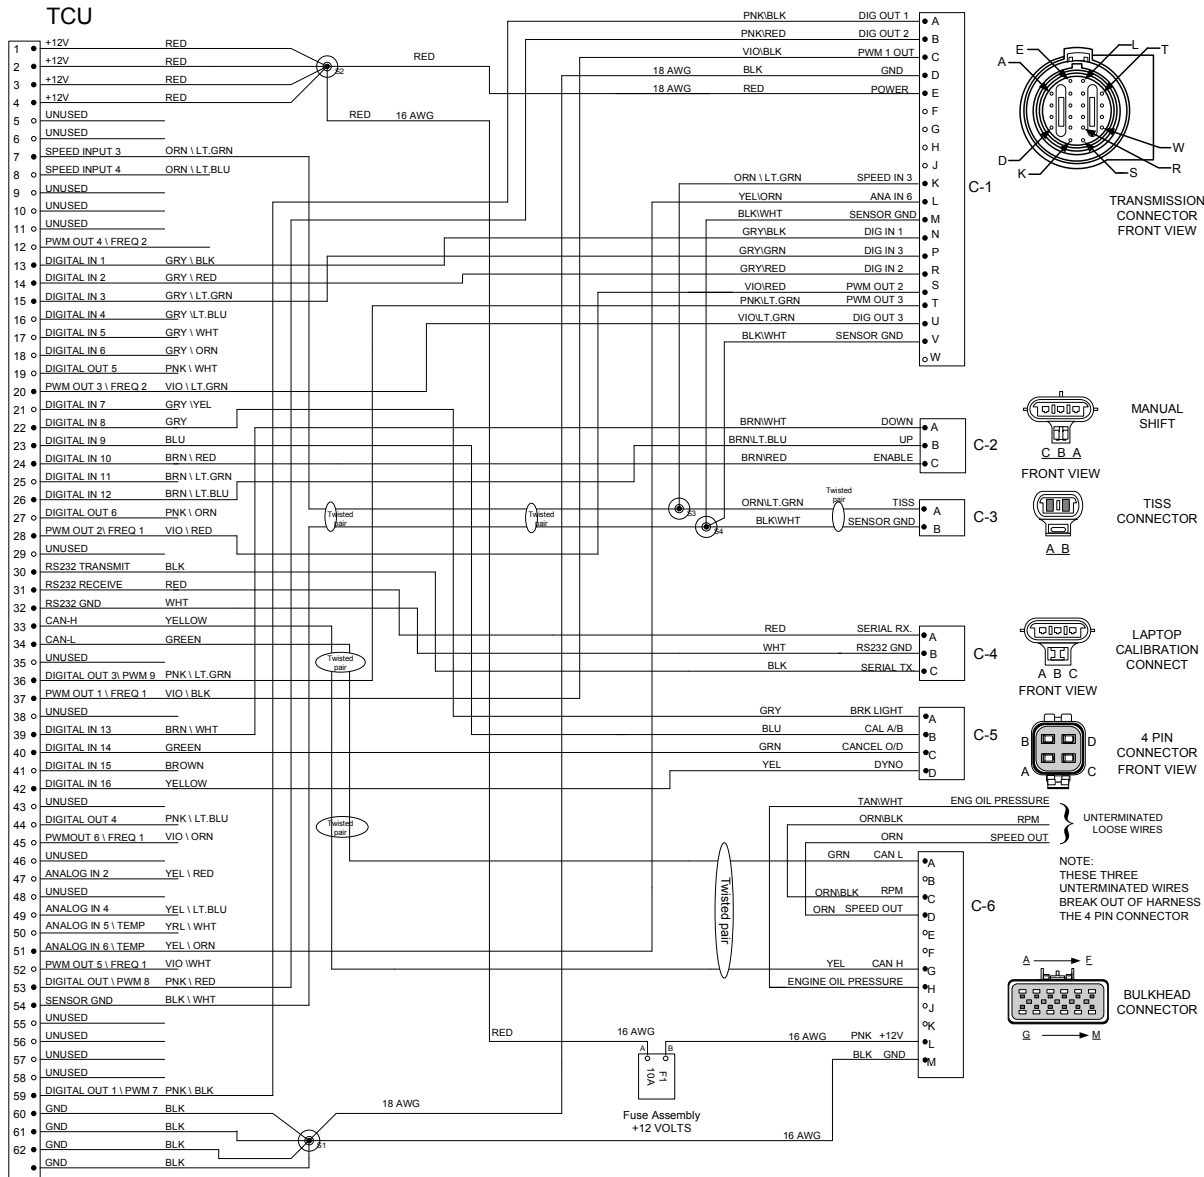 TCU
1 +12V RED
2 +12V RED
3 +12V RED
4 +12V RED
5 UNUSED
6 UNUSED
7 SPEED INPUT 3 ORN \ LT.GRN
8 SPEED INPUT 4 ORN \ LT.BLU
9 UNUSED
10 UNUSED
11 UNUSED
12 PWM OUT 4 \ FREQ 2
13 DIGITAL IN 1 GRY \ BLK
14 DIGITAL IN 2 GRY \ RED
15 DIGITAL IN 3 GRY \ LT.GRN
16 DIGITAL IN 4 GRY \LT.BLU
17 DIGITAL IN 5 GRY \ WHT
18 DIGITAL IN 6 GRY \ ORN
19 DIGITAL OUT 5 PNK \ WHT
20 PWM OUT 3 \ FREQ 2 VIO \ LT.GRN
21 DIGITAL IN 7 GRY \YEL
22 DIGITAL IN 8 GRY
23 DIGITAL IN 9 BLU
24 DIGITAL IN 10 BRN \ RED
25 DIGITAL IN 11 BRN \ LT.GRN
26 DIGITAL IN 12 BRN \ LT.BLU
27 DIGITAL OUT 6 PNK \ ORN
28 PWM OUT 2\ FREQ 1 VIO \ RED
29 UNUSED
30 RS232 TRANSMIT BLK
31 RS232 RECEIVE RED
32 RS232 GND WHT
33 CAN-H YELLOW
34 CAN-L GREEN
35 UNUSED
36 DIGITAL OUT 3\ PWM 9 PNK \ LT.GRN
37 PWM OUT 1 \ FREQ 1 VIO \ BLK
38 UNUSED
39 DIGITAL IN 13 BRN \ WHT
40 DIGITAL IN 14 GREEN
41 DIGITAL IN 15 BROWN
42 DIGITAL IN 16 YELLOW
43 UNUSED
44 DIGITAL OUT 4 PNK \ LT.BLU
45 PWMOUT 6 \ FREQ 1 VIO \ ORN
46 UNUSED
47 ANALOG IN 2 YEL \ RED
48 UNUSED
49 ANALOG IN 4 YEL \ LT.BLU
50 ANALOG IN 5 \ TEMP YRL \ WHT
51 ANALOG IN 6 \ TEMP YEL \ ORN
52 PWM OUT 5 \ FREQ 1 VIO \WHT
53 DIGITAL OUT \ PWM 8 PNK \ RED
54 SENSOR GND BLK \ WHT
55 UNUSED
56 UNUSED
57 UNUSED
58 UNUSED
59 DIGITAL OUT 1 \ PWM 7 PNK \ BLK
60 GND BLK
61 GND BLK
62 GND BLK
GND BLK
S2
RED
RED 16 AWG
Twisted pair
Twisted pair
Twisted pair
Twisted pair
Twisted pair
Twisted pair
S3
S4
S1
18 AWG
RED
16 AWG
A B
10A F1
Fuse Assembly
+12 VOLTS
16 AWG
PNK\BLK DIG OUT 1 A
PNK\RED DIG OUT 2 B
VIO\BLK PWM 1 OUT C
18 AWG BLK GND D
18 AWG RED POWER E
F
G
H
J
ORN \ LT.GRN SPEED IN 3 K
YEL\ORN ANA IN 6 L
BLK\WHT SENSOR GND M
GRY\BLK DIG IN 1 N
GRY\GRN DIG IN 3 P
GRY\RED DIG IN 2 R
VIO\RED PWM OUT 2 S
PNK\LT.GRN PWM OUT 3 T
VIO\LT.GRN DIG OUT 3 U
BLK\WHT SENSOR GND V
W
C-1
E L T
A
D W
K S R
TRANSMISSION
CONNECTOR
FRONT VIEW
BRN\WHT DOWN A
BRN\LT.BLU UP B
BRN\RED ENABLE C
C-2
MANUAL
SHIFT
C B A
FRONT VIEW
ORN\LT.GRN TISS A
BLK\WHT SENSOR GND B
C-3
TISS
CONNECTOR
A B
RED SERIAL RX. A
WHT RS232 GND B
BLK SERIAL TX. C
C-4
LAPTOP
CALIBRATION
CONNECT
A B C
FRONT VIEW
GRY BRK LIGHT A
BLU CAL A/B B
GRN CANCEL O/D C
YEL DYNO D
C-5
B D
A C
4 PIN
CONNECTOR
FRONT VIEW
TAN\WHT ENG OIL PRESSURE
ORN\BLK RPM
ORN SPEED OUT
UNTERMINATED
LOOSE WIRES
NOTE:
THESE THREE
UNTERMINATED WIRES
BREAK OUT OF HARNESS
THE 4 PIN CONNECTOR
GRN CAN L A
B
ORN\BLK RPM C
ORN SPEED OUT D
E
F
YEL CAN H G
ENGINE OIL PRESSURE H
J
K
16 AWG PNK +12V L
BLK GND M
C-6
A F
G M
BULKHEAD
CONNECTOR